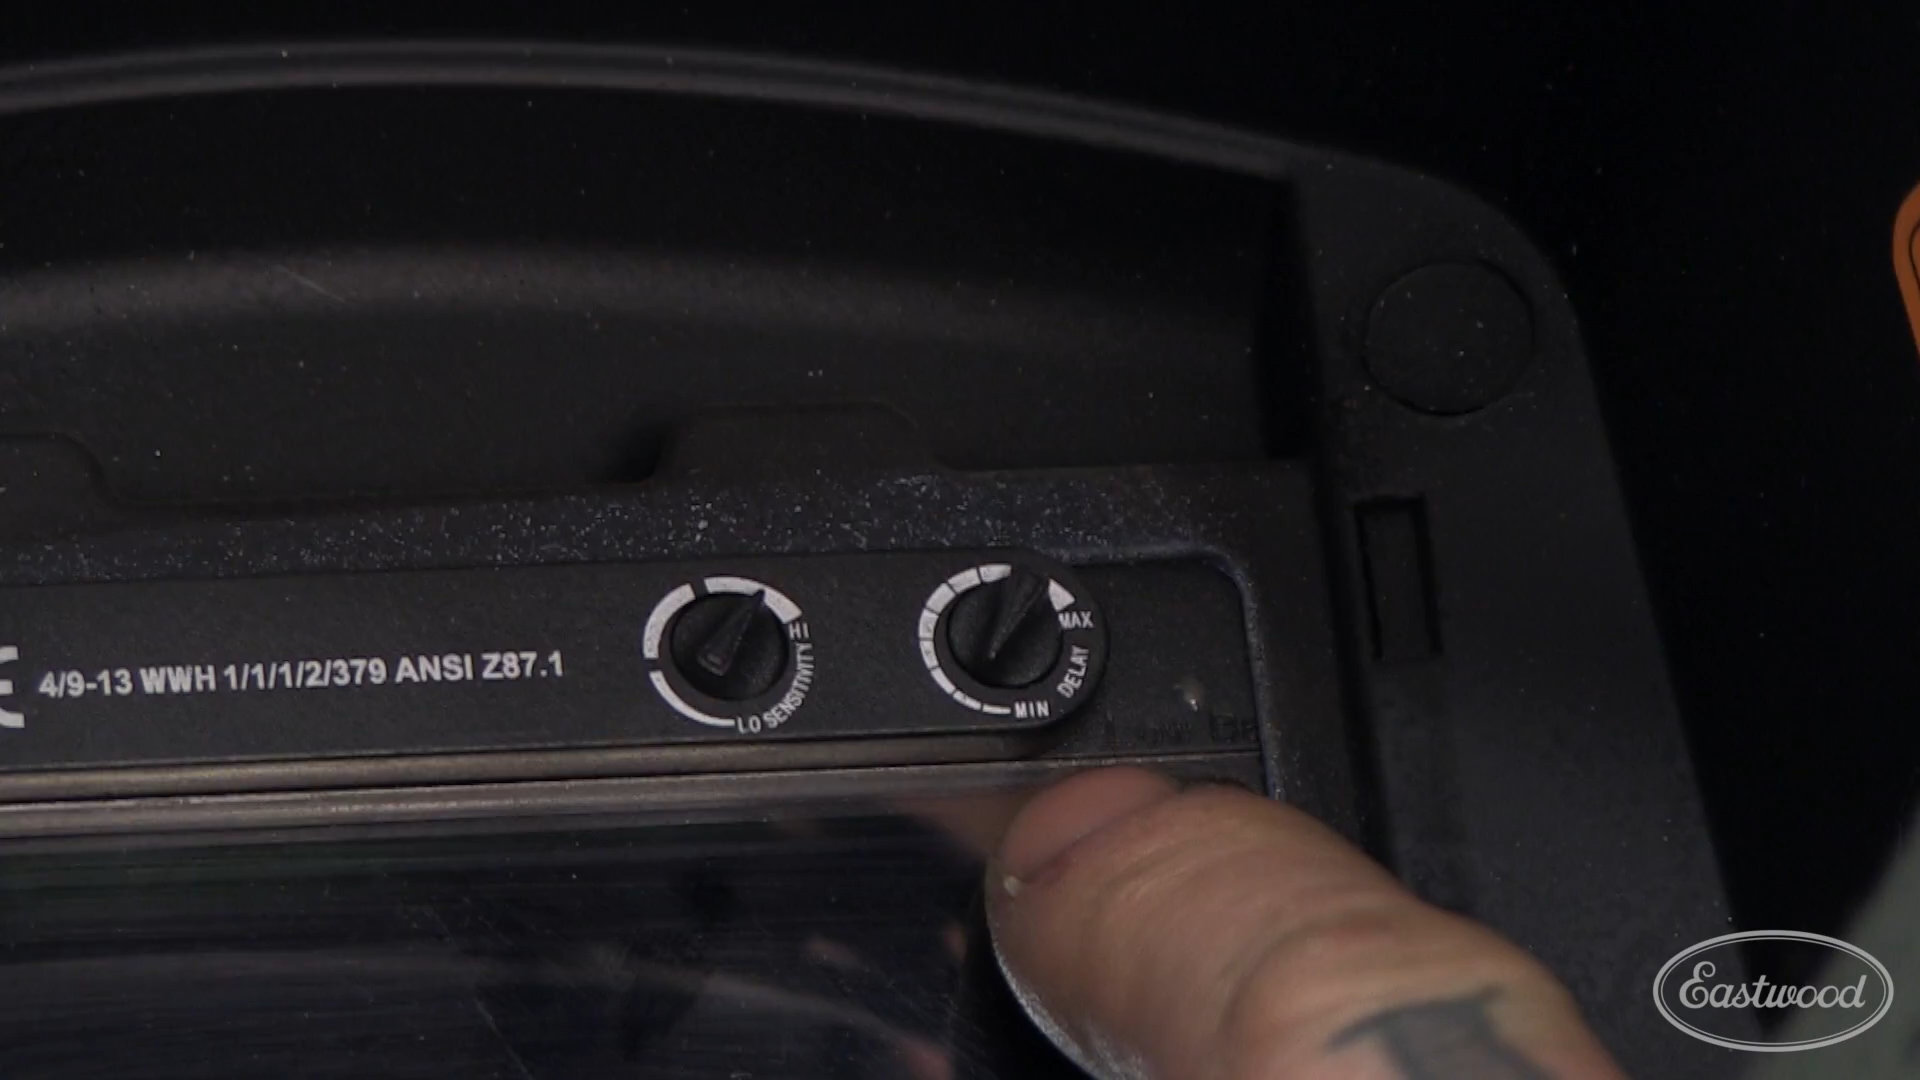 CE 4/9-13 WWH 1/1/1/2/379 ANSI Z87.1
HI
LO SENSITIVITY
MAX
DELAY
MIN
Eastwood